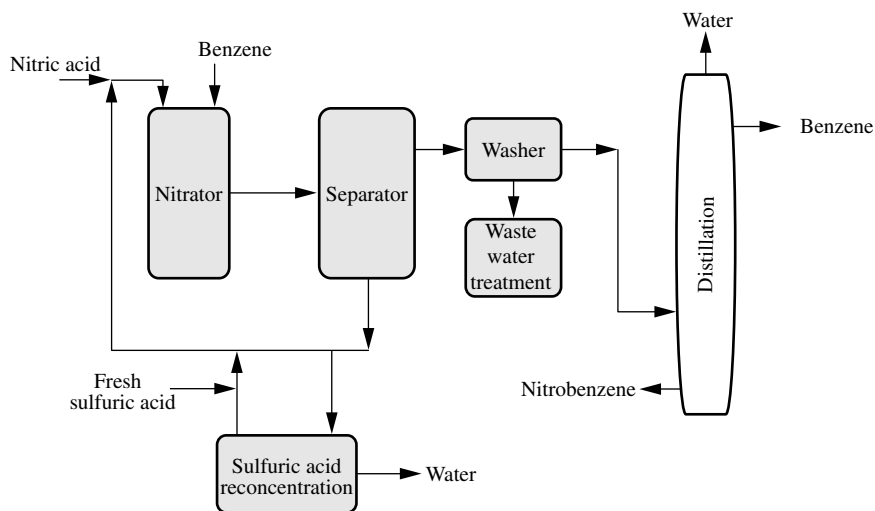 Water
Nitric acid
Benzene
Benzene
Nitrator
Separator
Washer
Waste
water
treatment
Distillation
Fresh
sulfuric acid
Nitrobenzene
Sulfuric acid
reconcentration
Water